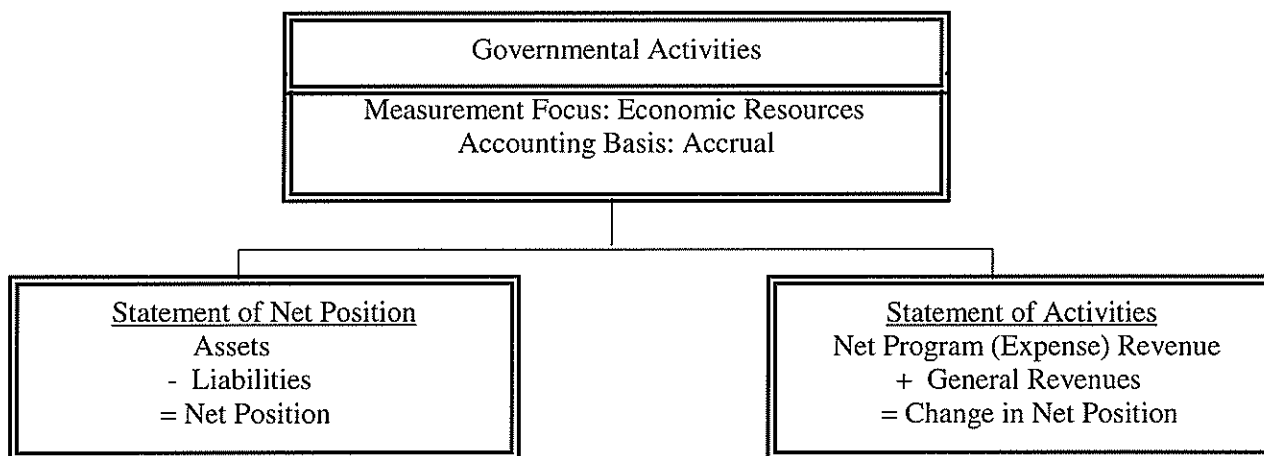 Governmental Activities
Measurement Focus: Economic Resources
Accounting Basis: Accrual
Statement of Net Position
Assets
- Liabilities
= Net Position
Statement of Activities
Net Program (Expense) Revenue
+ General Revenues
= Change in Net Position